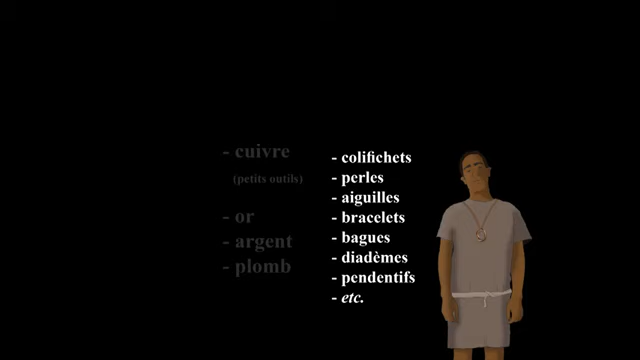 - cuivre
(petits outils)
- or
- argent
- plomb
- colifichets
- perles
- aiguilles
- bracelets
- bagues
- diadèmes
- pendentifs
- etc.